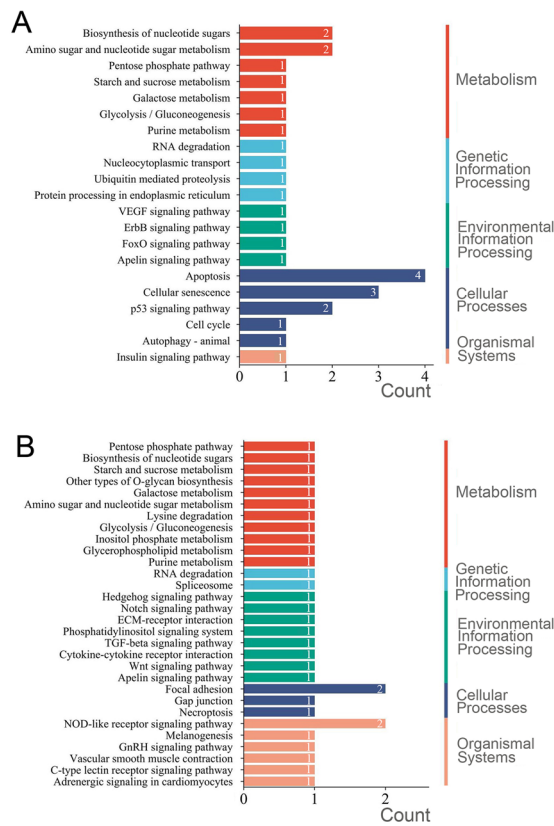 A
Biosynthesis of nucleotide sugars 2
Amino sugar and nucleotide sugar metabolism 2
Pentose phosphate pathway 1
Starch and sucrose metabolism 1
Galactose metabolism 1
Glycolysis / Gluconeogenesis 1
Purine metabolism 1
Metabolism
RNA degradation 1
Nucleocytoplasmic transport 1
Ubiquitin mediated proteolysis 1
Protein processing in endoplasmic reticulum 1
Genetic
Information
Processing
VEGF signaling pathway 1
ErbB signaling pathway 1
FoxO signaling pathway 1
Apelin signaling pathway 1
Environmental
Information
Processing
Apoptosis 4
Cellular senescence 3
p53 signaling pathway 2
Cell cycle 1
Autophagy - animal 1
Cellular
Processes
Insulin signaling pathway 1
Organismal
Systems
0 1 2 3 4
Count
B
Pentose phosphate pathway 1
Biosynthesis of nucleotide sugars 1
Starch and sucrose metabolism 1
Other types of O-glycan biosynthesis 1
Galactose metabolism 1
Amino sugar and nucleotide sugar metabolism 1
Lysine degradation 1
Glycolysis / Gluconeogenesis 1
Inositol phosphate metabolism 1
Glycerophospholipid metabolism 1
Purine metabolism 1
Metabolism
RNA degradation 1
Spliceosome 1
Genetic
Information
Processing
Hedgehog signaling pathway 1
Notch signaling pathway 1
ECM-receptor interaction 1
Phosphatidylinositol signaling system 1
TGF-beta signaling pathway 1
Cytokine-cytokine receptor interaction 1
Wnt signaling pathway 1
Apelin signaling pathway 1
Environmental
Information
Processing
Focal adhesion 2
Gap junction 1
Necroptosis 1
Cellular
Processes
NOD-like receptor signaling pathway 2
Melanogenesis 1
GnRH signaling pathway 1
Vascular smooth muscle contraction 1
C-type lectin receptor signaling pathway 1
Adrenergic signaling in cardiomyocytes 1
Organismal
Systems
0 1 2
Count